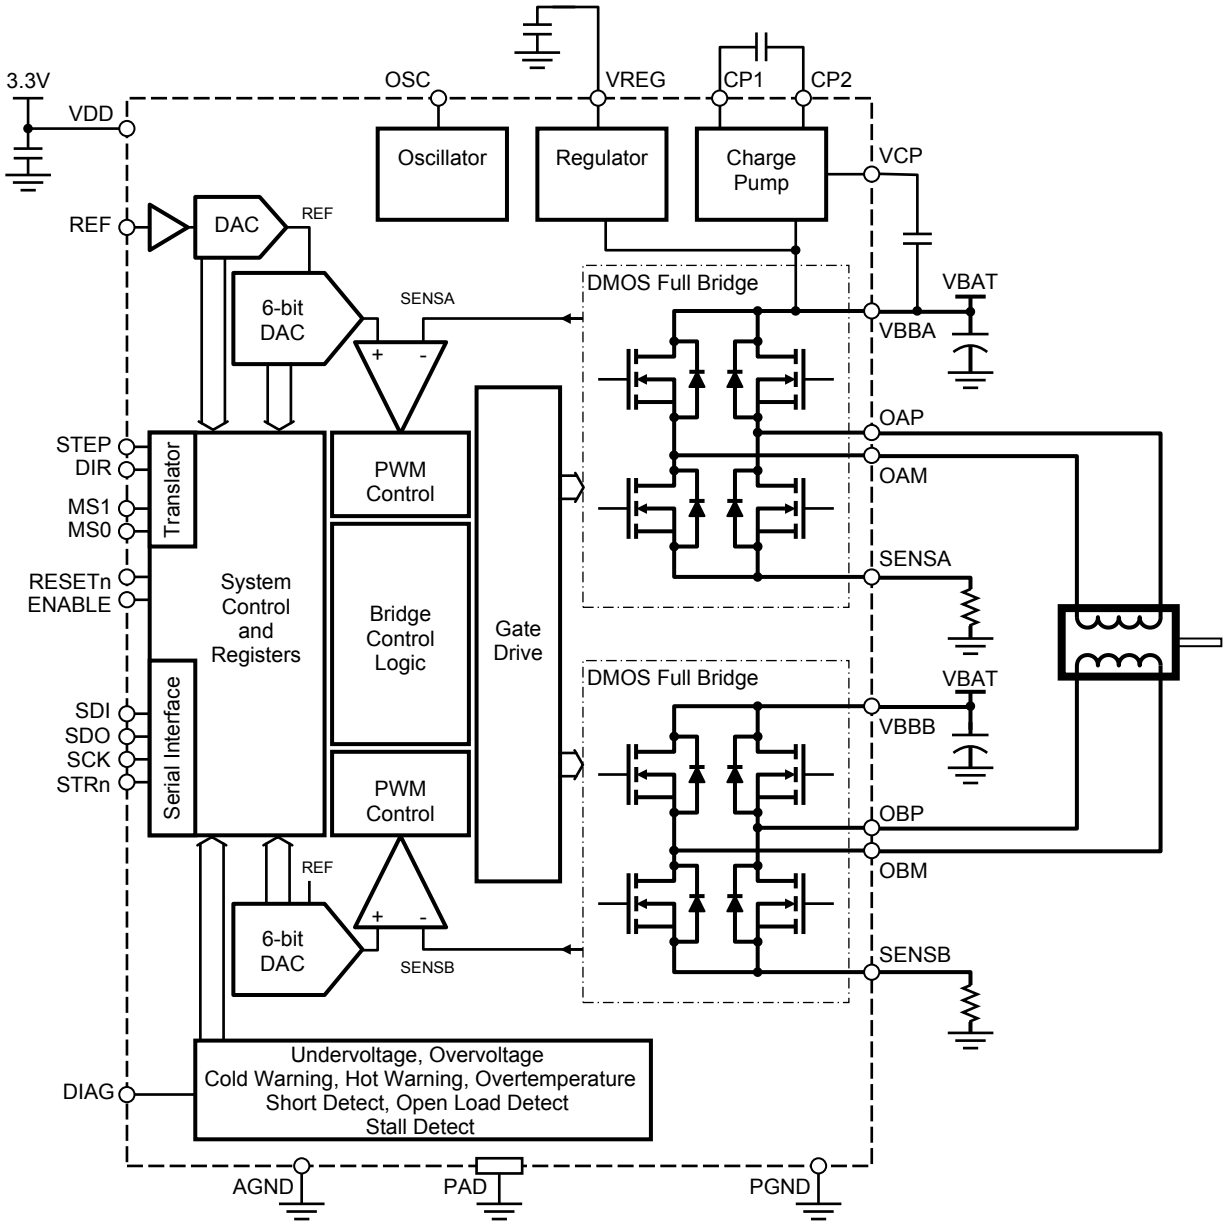 3.3V
VDD
OSC
VREG
CP1
CP2
Oscillator
Regulator
Charge
Pump
VCP
REF
DAC
REF
6-bit
DAC
SENSA
+
-
DMOS Full Bridge
VBAT
VBBA
OAP
OAM
SENSA
STEP
DIR
MS1
MS0
Translator
PWM
Control
RESETn
ENABLE
System
Control
and
Registers
Bridge
Control
Logic
Gate
Drive
DMOS Full Bridge
VBAT
VBBB
SDI
SDO
SCK
STRn
Serial Interface
PWM
Control
OBP
OBM
REF
6-bit
DAC
+
-
SENSB
SENSB
Undervoltage, Overvoltage
Cold Warning, Hot Warning, Overtemperature
Short Detect, Open Load Detect
Stall Detect
DIAG
AGND
PAD
PGND